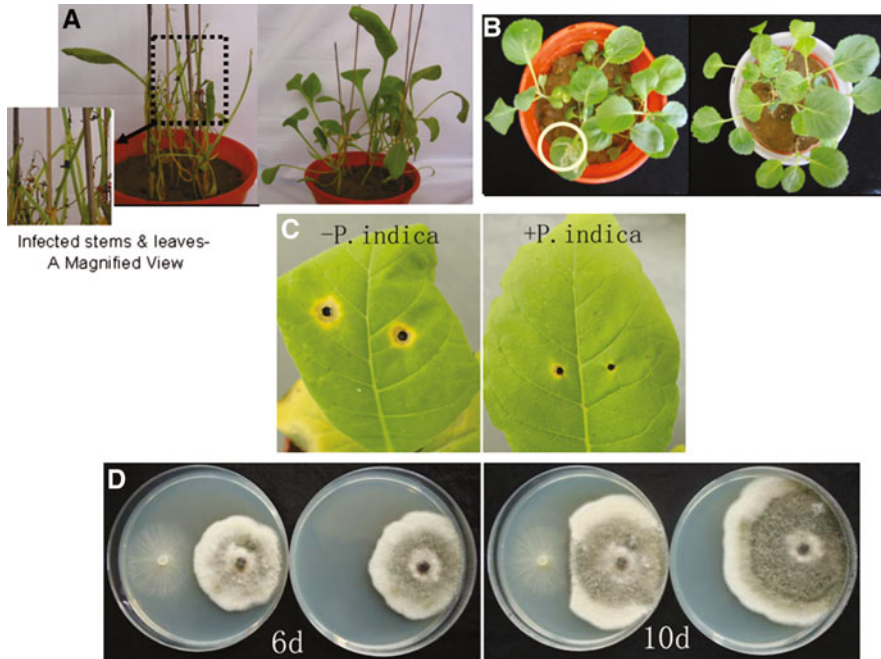 A
B
Infected stems & leaves-
A Magnified View
C
-P.indica
+P.indica
D
6d
10d